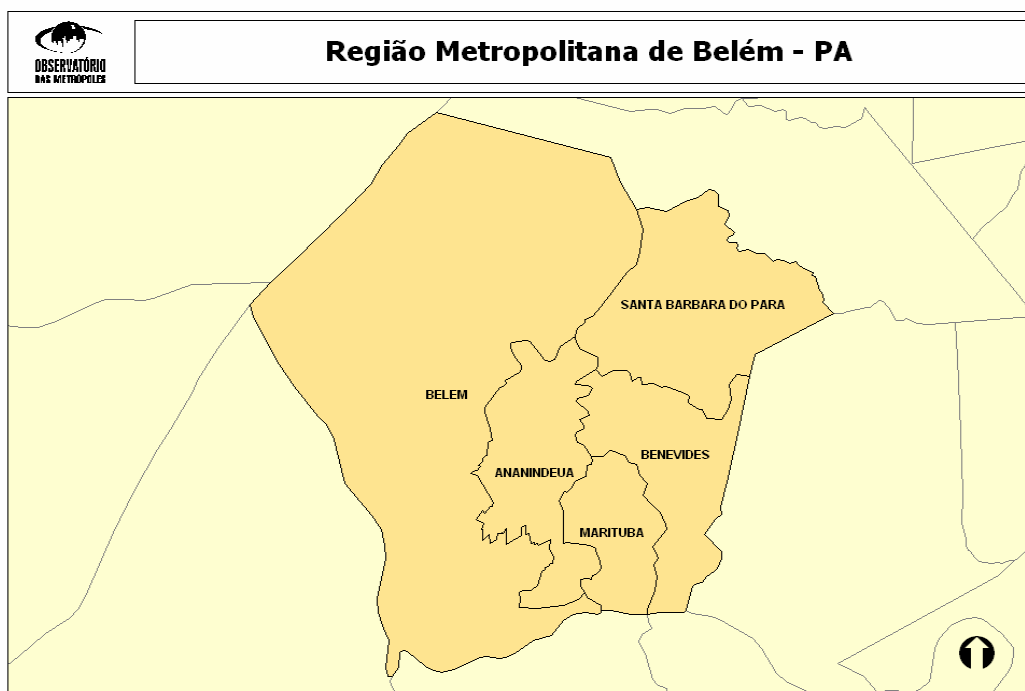 OBSERVATÓRIO
DAS METRÓPOLES
Região Metropolitana de Belém - PA
SANTA BARBARA DO PARA
BELEM
BENEVIDES
ANANINDEUA
MARITUBA